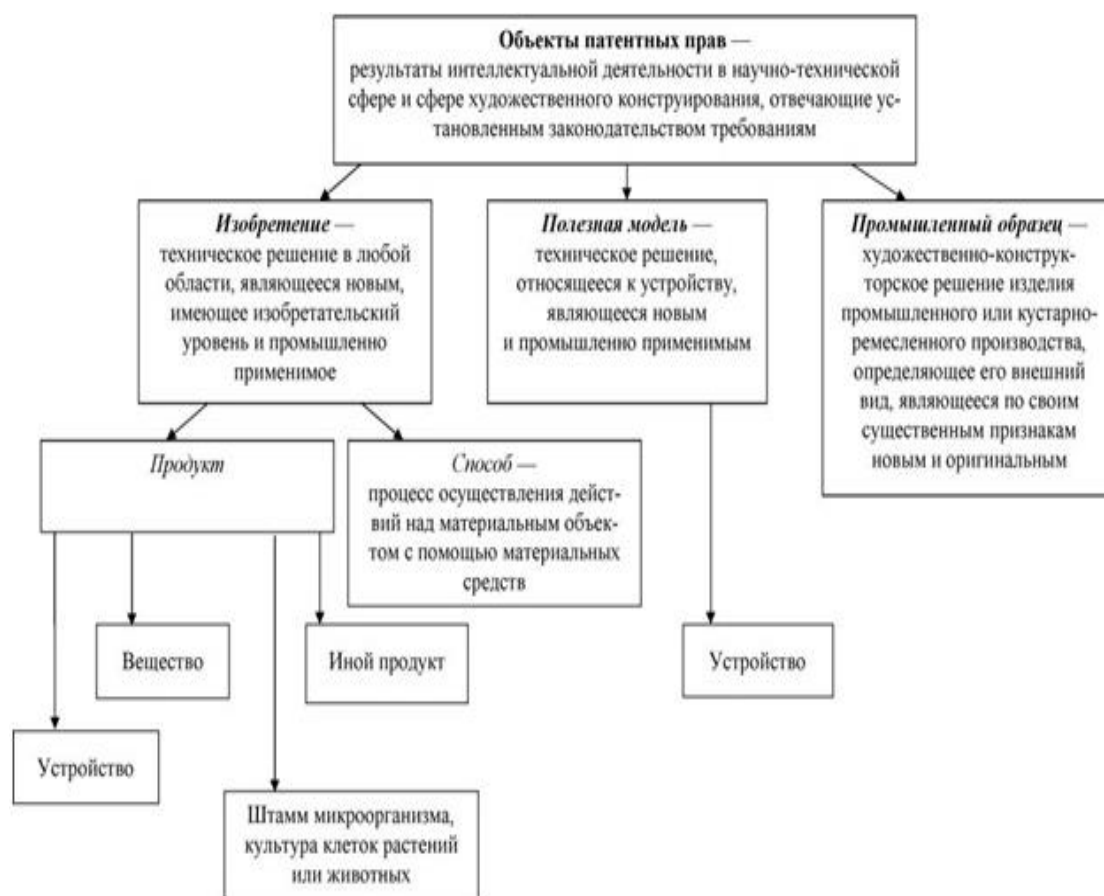 Объекты патентных прав —
результаты интеллектуальной деятельности в научно-технической
сфере и сфере художественного конструирования, отвечающие ус-
тановленным законодательством требованиям
Изобретение —
техническое решение в любой
области, являющееся новым,
имеющее изобретательский
уровень и промышленно
применимое
Полезная модель —
техническое решение,
относящееся к устройству,
являющееся новым
и промышленно применимым
Промышленный образец —
художественно-конструк-
торское решение изделия
промышленного или кустарно-
ремесленного производства,
определяющее его внешний
вид, являющееся по своим
существенным признакам
новым и оригинальным
Продукт
Способ —
процесс осуществления дейст-
вий над материальным объек-
том с помощью материальных
средств
Вещество
Иной продукт
Устройство
Устройство
Штамм микроорганизма,
культура клеток растений
или животных